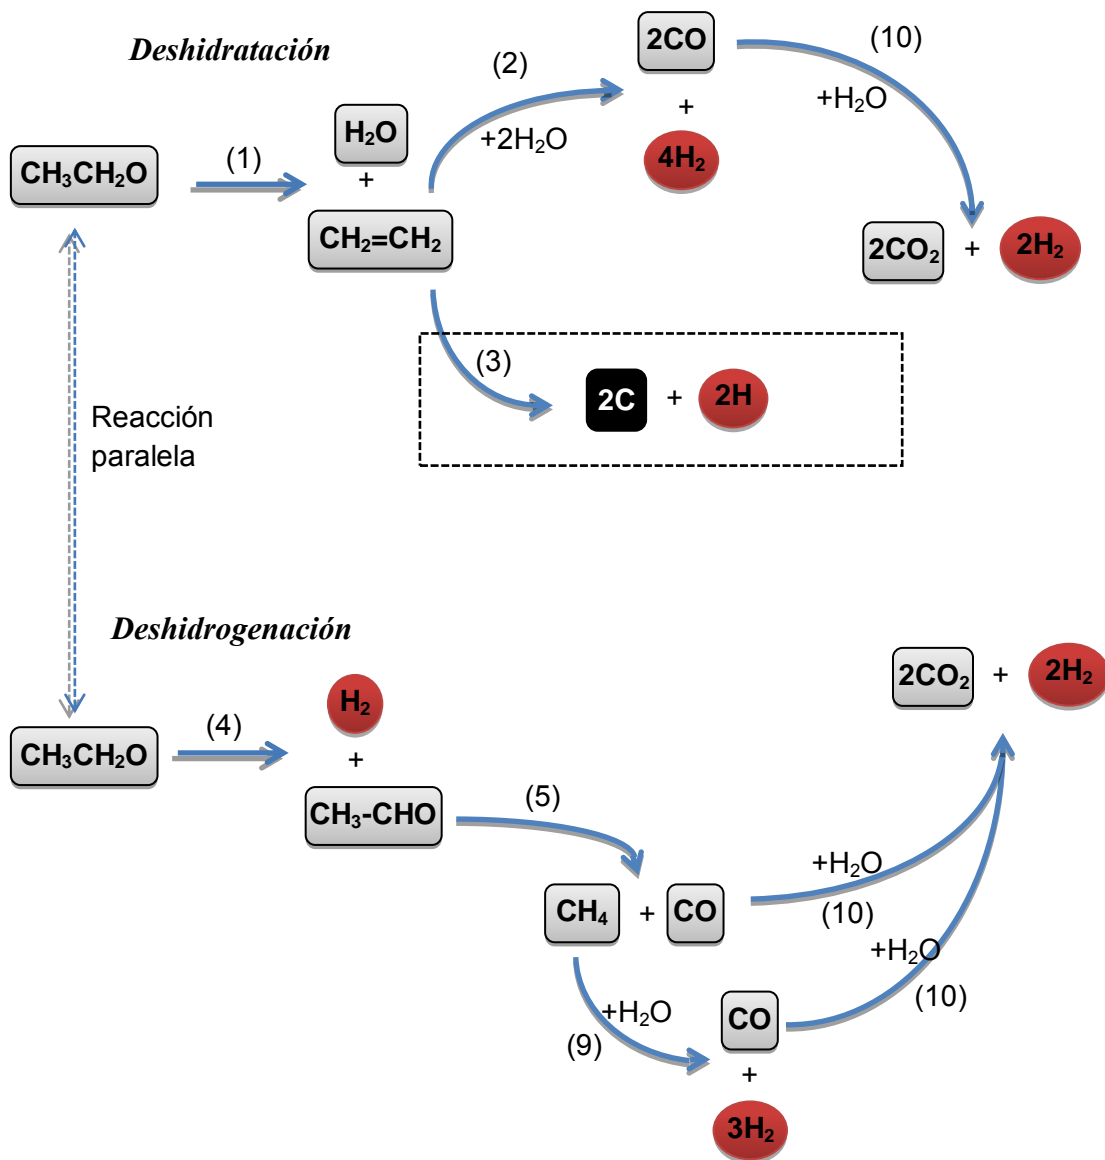 Deshidratación
2CO
(10)
(2)
+H₂O
H₂O
+
+2H₂O
4H₂
(1)
CH₃CH₂O
+
CH₂=CH₂
2CO₂ + 2H₂
(3)
2C + 2H
Reacción
paralela
Deshidrogenación
2CO₂ + 2H₂
H₂
(4)
CH₃CH₂O
+
CH₃-CHO
(5)
+H₂O
CH₄ + CO
(10)
+H₂O
+H₂O
(10)
(9)
CO
+
3H₂